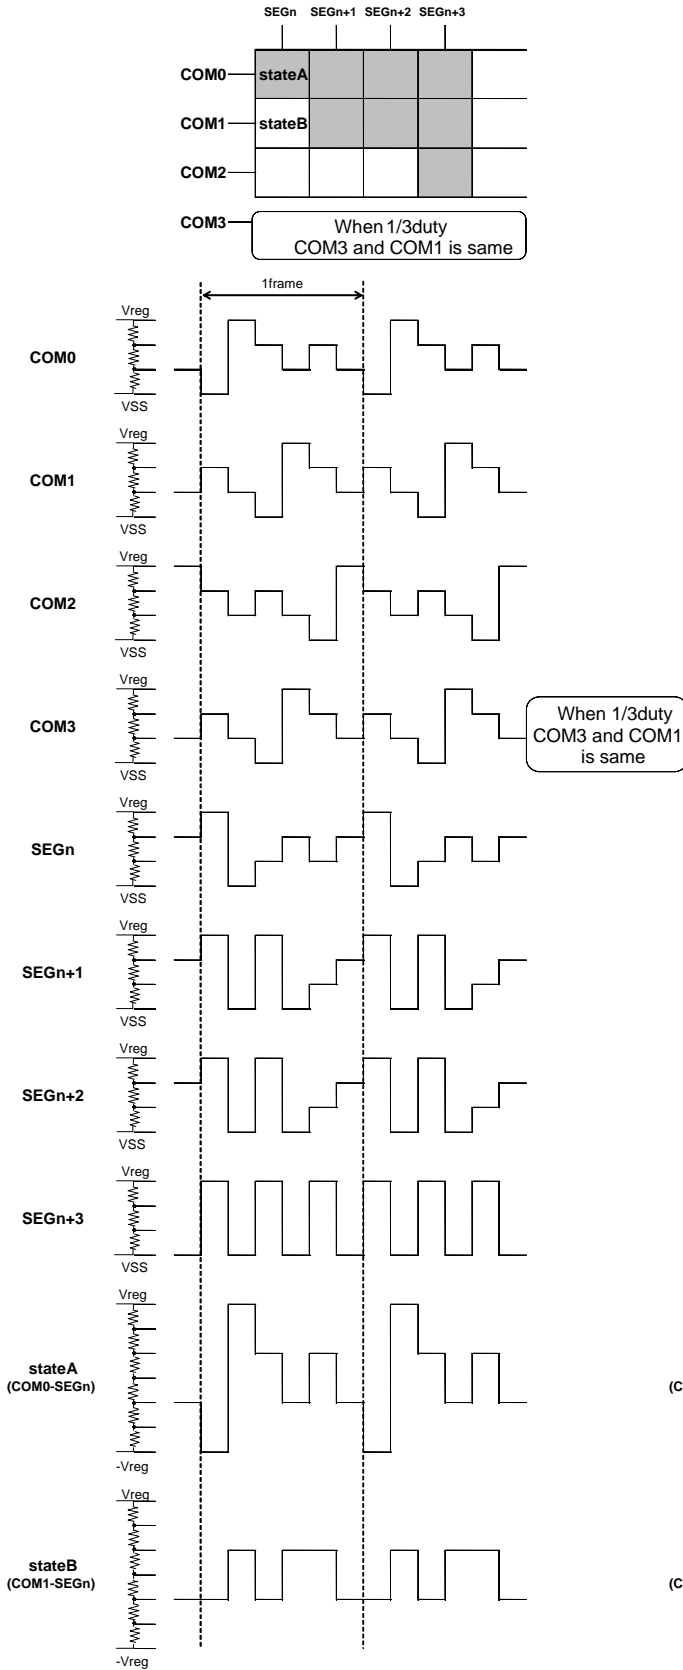 SEGn SEGn+1 SEGn+2 SEGn+3
COM0 stateA
COM1 stateB
COM2
COM3
When 1/3duty
COM3 and COM1 is same
1frame
Vreg
COM0
VSS
Vreg
COM1
VSS
Vreg
COM2
VSS
Vreg
COM3
VSS
When 1/3duty
COM3 and COM1
is same
Vreg
SEGn
VSS
Vreg
SEGn+1
VSS
Vreg
SEGn+2
VSS
Vreg
SEGn+3
VSS
Vreg
stateA
(COM0-SEGn) (C
-Vreg
Vreg
stateB
(COM1-SEGn) (C
-Vreg